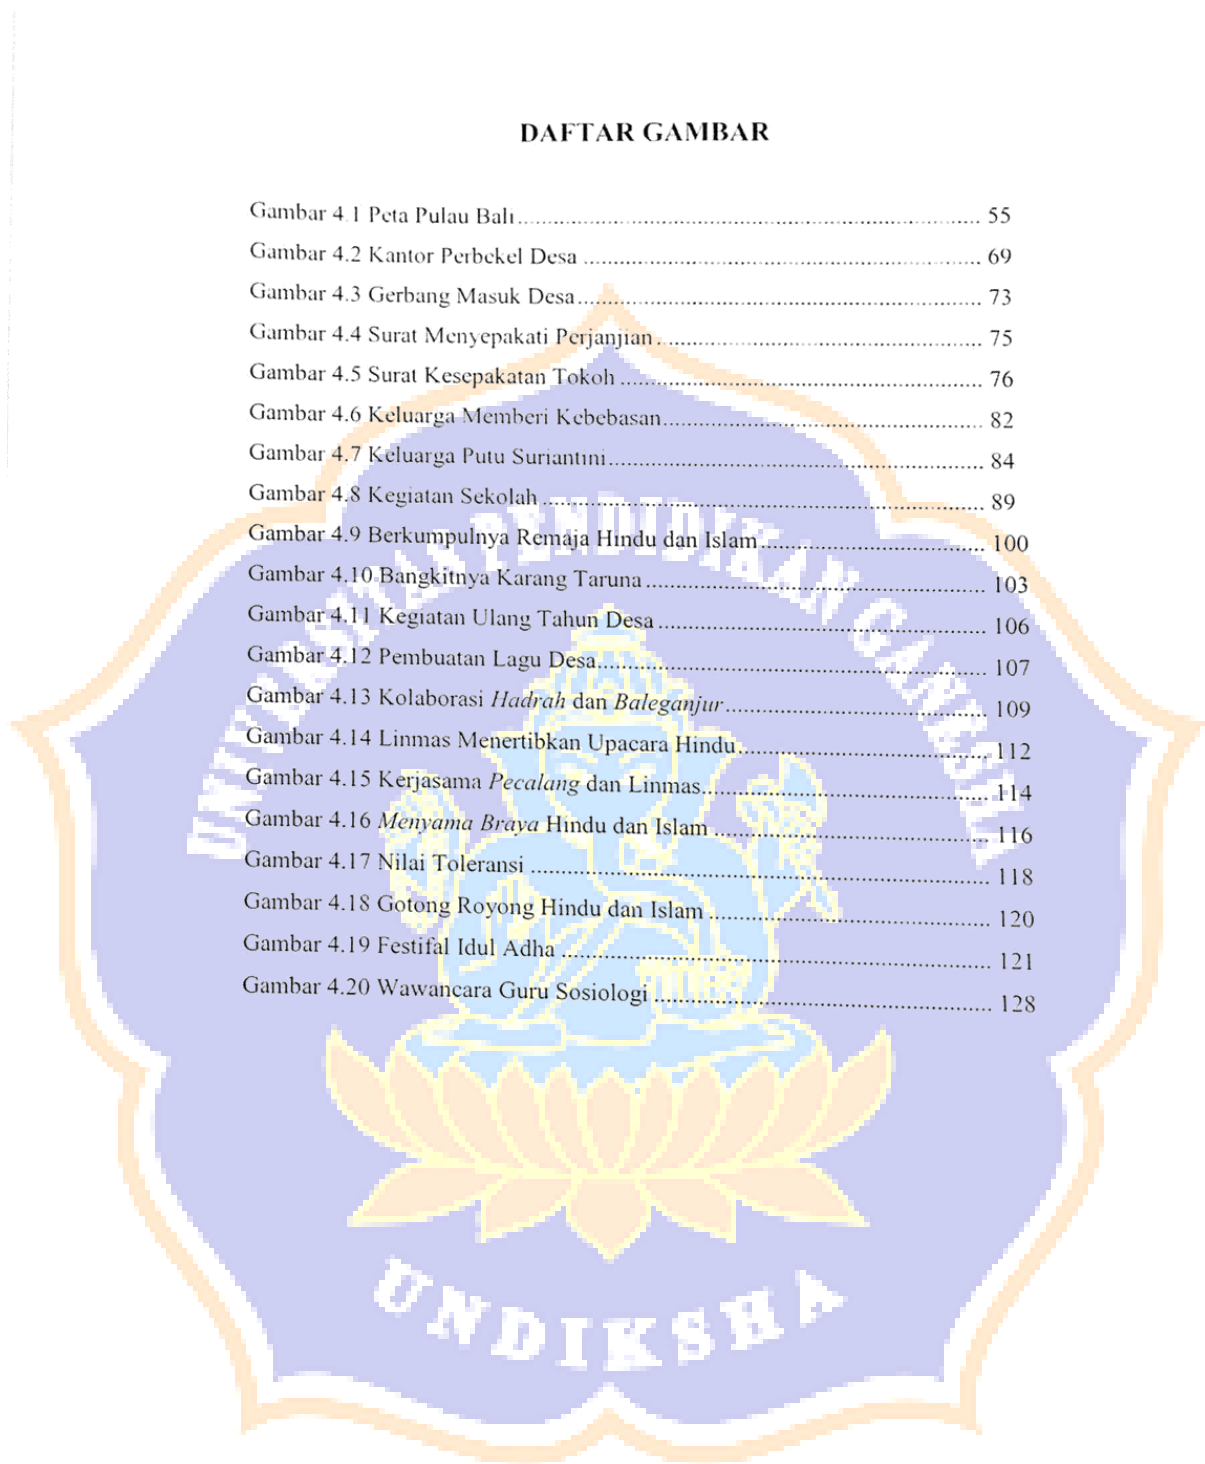 DAFTAR GAMBAR
Gambar 4.1 Peta Pulau Bali........................................ 55
Gambar 4.2 Kantor Perbekel Desa ........................................ 69
Gambar 4.3 Gerbang Masuk Desa........................................ 73
Gambar 4.4 Surat Menyepakati Perjanjian........................................ 75
Gambar 4.5 Surat Kesepakatan Tokoh ........................................ 76
Gambar 4.6 Keluarga Memberi Kebebasan........................................ 82
Gambar 4.7 Keluarga Putu Suriantini........................................ 84
Gambar 4.8 Kegiatan Sekolah ........................................ 89
Gambar 4.9 Berkumpulnya Remaja Hindu dan Islam........................................ 100
Gambar 4.10 Bangkitnya Karang Taruna ........................................ 103
Gambar 4.11 Kegiatan Ulang Tahun Desa ........................................ 106
Gambar 4.12 Pembuatan Lagu Desa........................................ 107
Gambar 4.13 Kolaborasi Hadrah dan Baleganjur........................................ 109
Gambar 4.14 Linmas Menertibkan Upacara Hindu........................................ 112
Gambar 4.15 Kerjasama Pecalang dan Linmas........................................ 114
Gambar 4.16 Menyama Braya Hindu dan Islam ........................................ 116
Gambar 4.17 Nilai Toleransi ........................................ 118
Gambar 4.18 Gotong Royong Hindu dan Islam ........................................ 120
Gambar 4.19 Festifal Idul Adha ........................................ 121
Gambar 4.20 Wawancara Guru Sosiologi ........................................ 128
UNIVERSITAS PENDIDIKAN GANESHA
UNDIKSHA